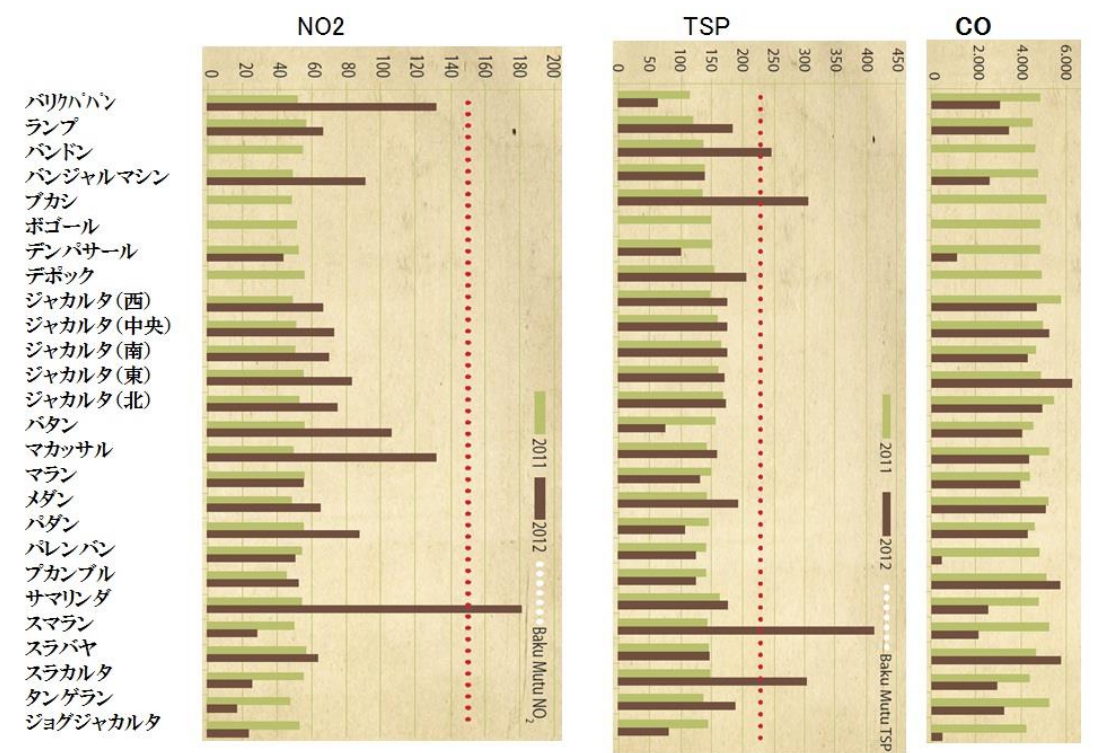 NO2
TSP
CO
0 20 40 60 80 100 120 140 160 180 200
0 50 100 150 200 250 300 350 400 4500
0 2.000 4.000 6.000
バリクパパン
ランプ
バンドン
バンジャルマシン
ブカシ
ボゴール
デンパサール
デポック
ジャカルタ(西)
ジャカルタ(中央)
ジャカルタ(南)
ジャカルタ(東)
ジャカルタ(北)
バタン
マカッサル
マラン
メダン
パダン
パレンバン
プカンブル
サマリンダ
スマラン
スラバヤ
スラカルタ
タンゲラン
ジョグジャカルタ
2011 2012 Baku Mutu NO2
2011 2012 Baku Mutu TSP